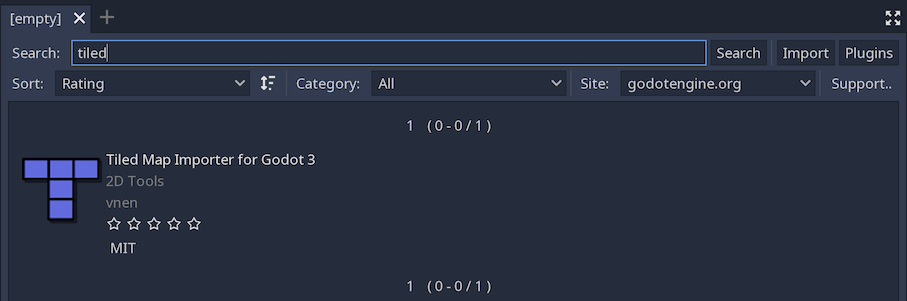 [empty]
Search: tiled Search Import Plugins
Sort: Rating Category: All Site: godotengine.org Support..
1 ( 0 - 0 / 1 )
Tiled Map Importer for Godot 3
2D Tools
vnen
MIT
1 ( 0 - 0 / 1 )